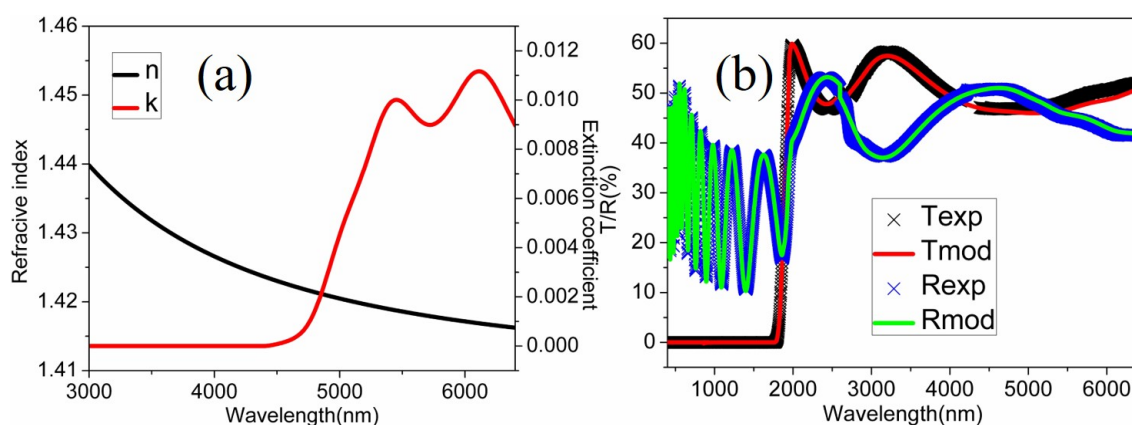 1.46
1.45
1.44
1.43
1.42
1.41
Refractive index
n
k
(a)
0.012
0.010
0.008
0.006
0.004
0.002
0.000
Extinction coefficient
3000
4000
5000
6000
Wavelength(nm)
60
50
40
30
20
10
0
T/R(%)
(b)
Texp
Tmod
Rexp
Rmod
1000
2000
3000
4000
5000
6000
Wavelength(nm)